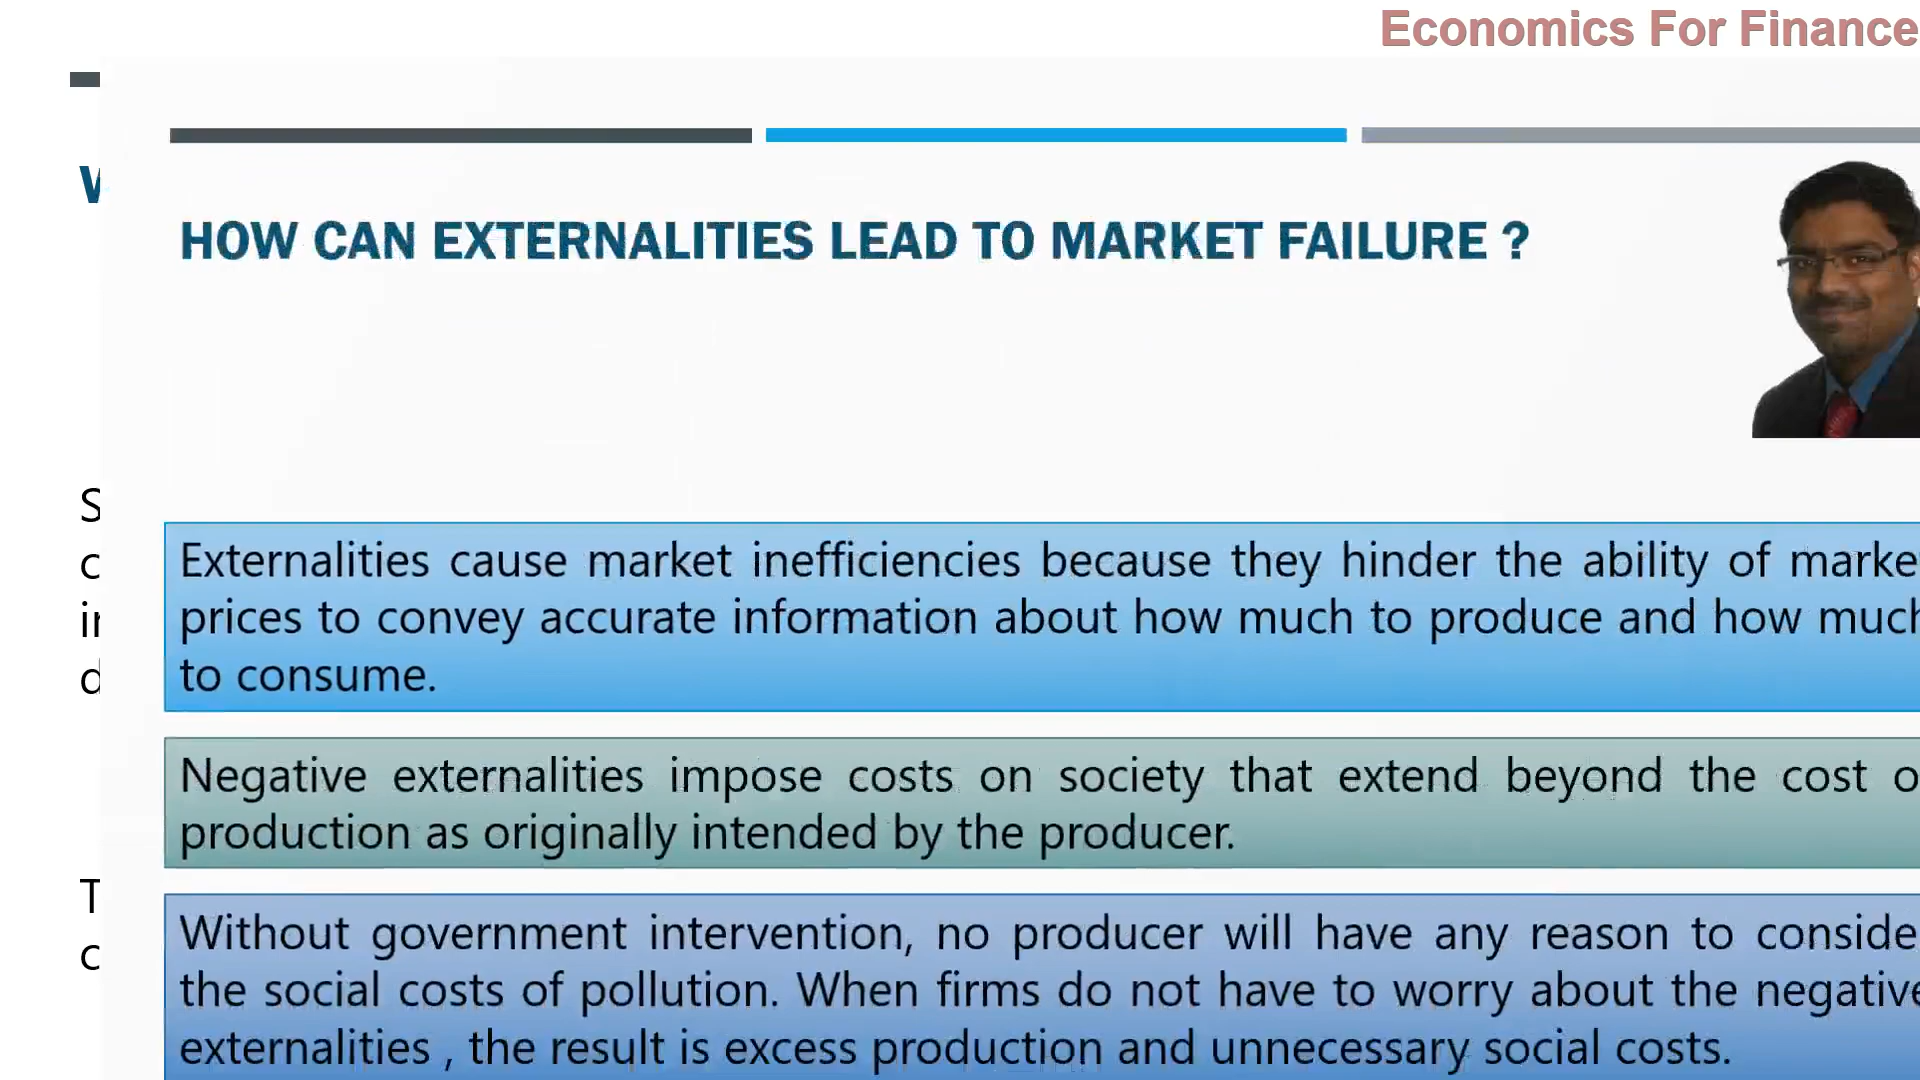 Economics For Finance
HOW CAN EXTERNALITIES LEAD TO MARKET FAILURE ?
Externalities cause market inefficiencies because they hinder the ability of
prices to convey accurate information about how much to produce and how
to consume.
Negative externalities impose costs on society that extend beyond the cost
production as originally intended by the producer.
Without government intervention, no producer will have any reason to
the social costs of pollution. When firms do not have to worry about the
externalities , the result is excess production and unnecessary social costs.